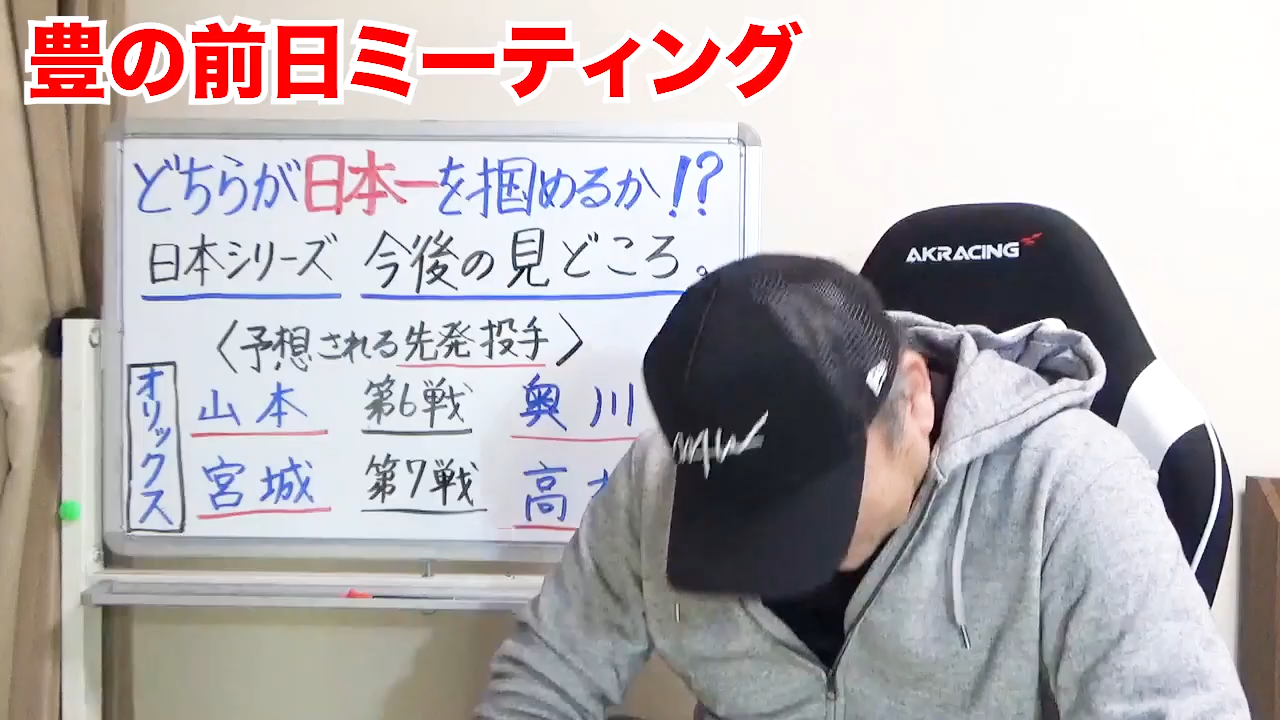 豊の前日ミーティング
どちらが日本一を掴めるか!?
日本シリーズ 今後の見どころ。
〈予想される先発投手〉
オリックス
山本 第6戦 奥川
宮城 第7戦 高
AKRACING